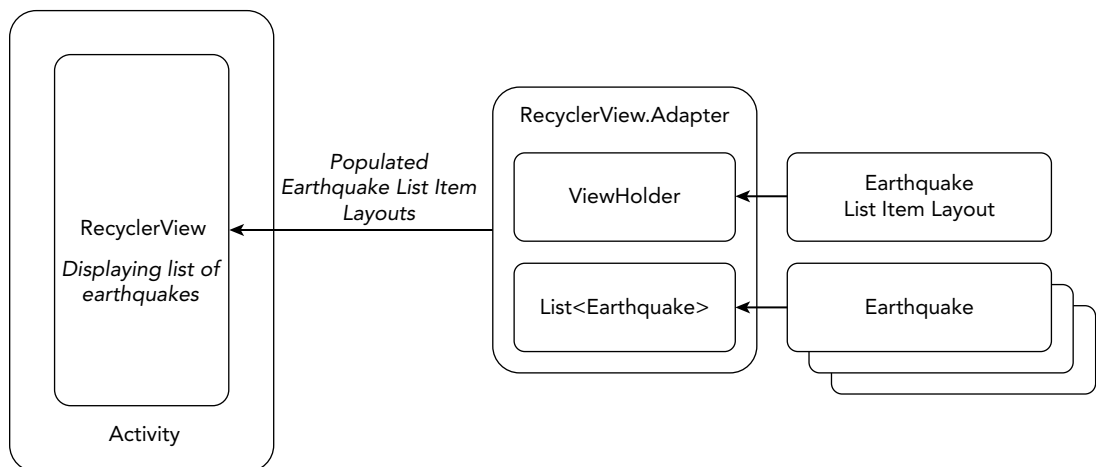 RecyclerView
Displaying list of
earthquakes
Activity
Populated
Earthquake List Item
Layouts
RecyclerView.Adapter
ViewHolder
List<Earthquake>
Earthquake
List Item Layout
Earthquake